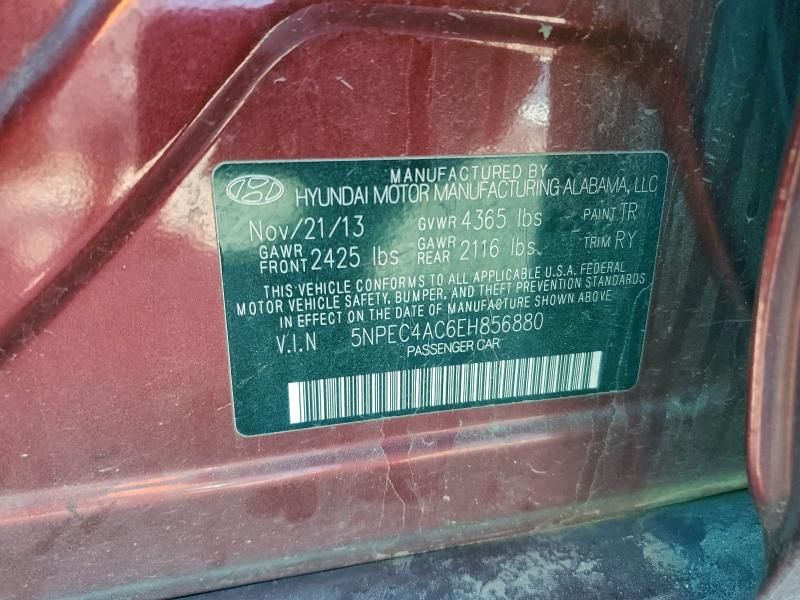 MANUFACTURED BY
HYUNDAI MOTOR MANUFACTURING ALABAMA, LLC
Nov/21/13 GVWR 4365 lbs PAINT TR
GAWR FRONT 2425 lbs GAWR REAR 2116 lbs. TRIM RY
THIS VEHICLE CONFORMS TO ALL APPLICABLE U.S.A. FEDERAL
MOTOR VEHICLE SAFETY, BUMPER, AND THEFT PREVENTION STANDARDS
IN EFFECT ON THE DATE OF MANUFACTURE SHOWN ABOVE
V.I.N 5NPEC4AC6EH856880
PASSENGER CAR